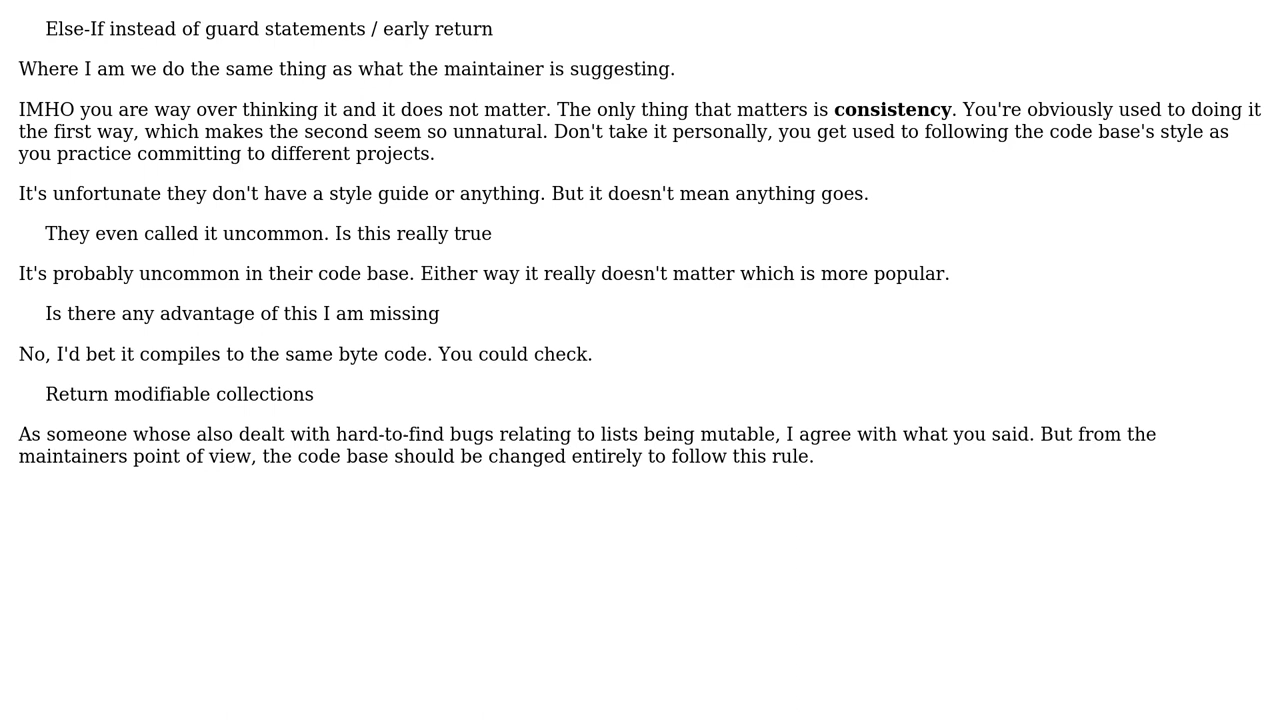 Else-If instead of guard statements / early return
Where I am we do the same thing as what the maintainer is suggesting.
IMHO you are way over thinking it and it does not matter. The only thing that matters is consistency. You're obviously used to doing it
the first way, which makes the second seem so unnatural. Don't take it personally, you get used to following the code base's style as
you practice committing to different projects.
It's unfortunate they don't have a style guide or anything. But it doesn't mean anything goes.
They even called it uncommon. Is this really true
It's probably uncommon in their code base. Either way it really doesn't matter which is more popular.
Is there any advantage of this I am missing
No, I'd bet it compiles to the same byte code. You could check.
Return modifiable collections
As someone whose also dealt with hard-to-find bugs relating to lists being mutable, I agree with what you said. But from the
maintainers point of view, the code base should be changed entirely to follow this rule.